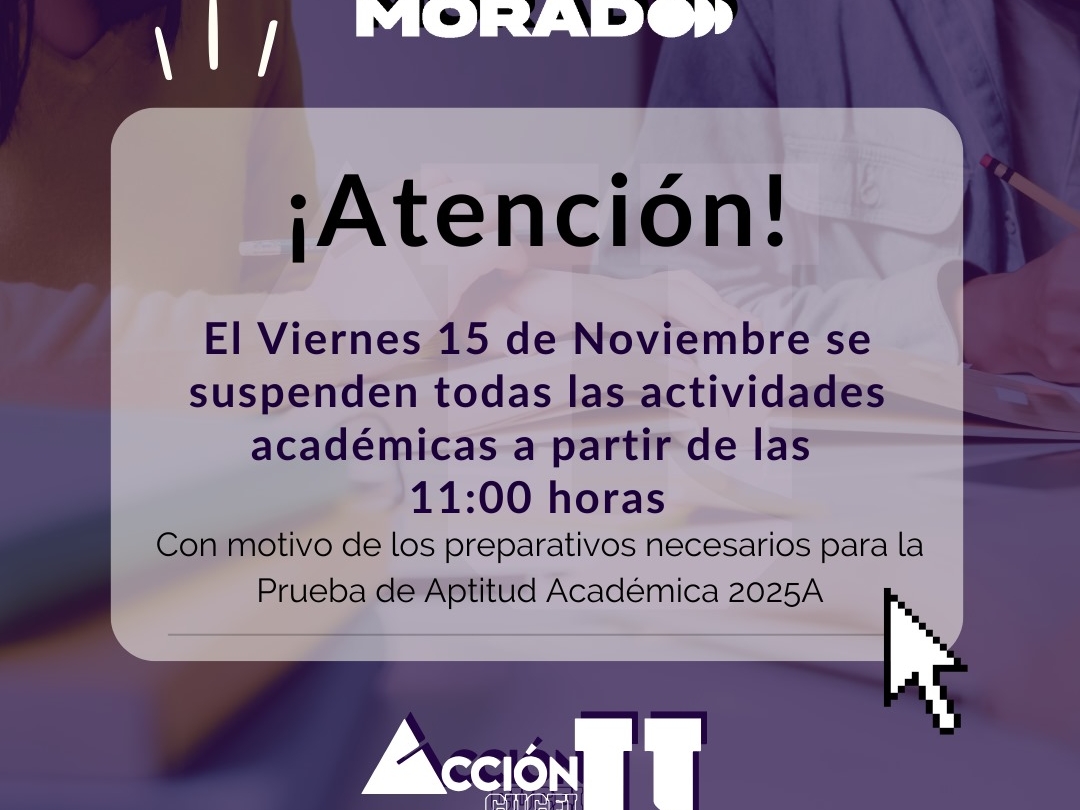 MORADO
¡Atención!
El Viernes 15 de Noviembre se
suspenden todas las actividades
académicas a partir de las
11:00 horas
Con motivo de los preparativos necesarios para la
Prueba de Aptitud Académica 2025A
ACCIÓN
CUCEI